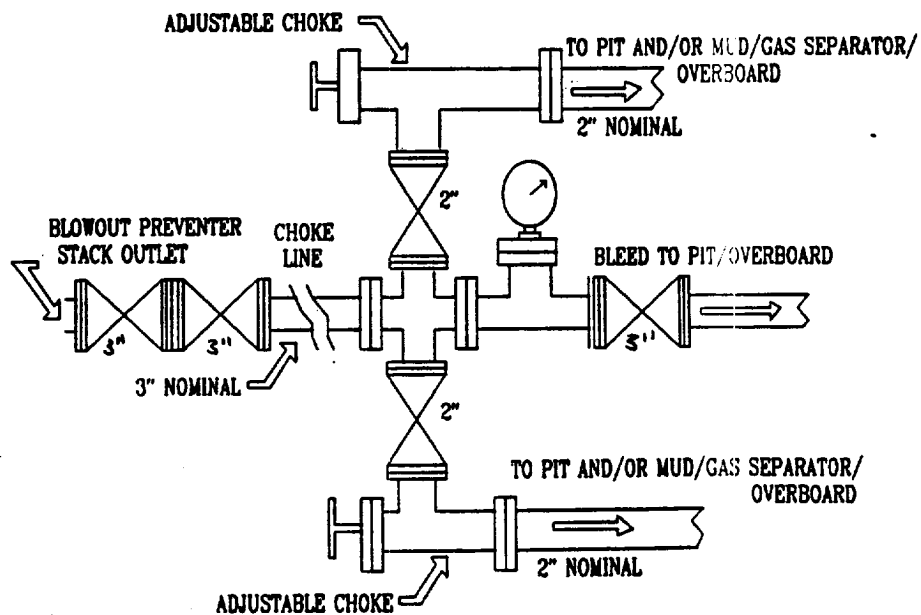 ADJUSTABLE CHOKE
TO PIT AND/OR MUD/GAS SEPARATOR/
OVERBOARD
2" NOMINAL
2"
BLOWOUT PREVENTER
STACK OUTLET
CHOKE
LINE
BLEED TO PIT/OVERBOARD
3"
3"
3"
3" NOMINAL
2"
TO PIT AND/OR MUD/GAS SEPARATOR/
OVERBOARD
2" NOMINAL
ADJUSTABLE CHOKE